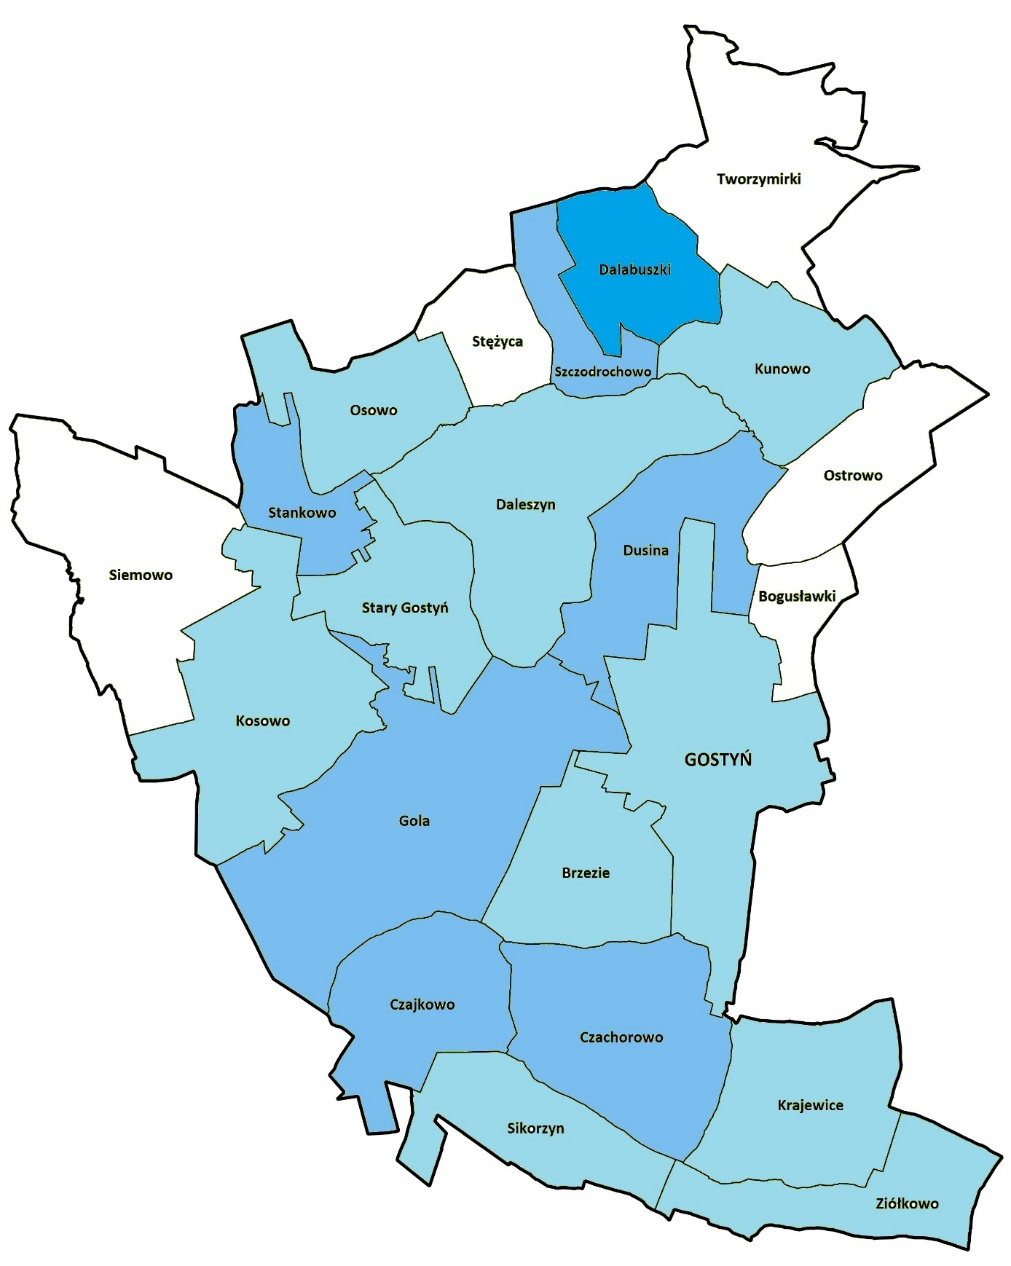 Tworzymirki
Dalabuszki
Stężyca
Szczodrochowo
Kunowo
Osowo
Ostrowo
Daleszyn
Stankowo
Dusina
Siemowo
Bogusławki
Stary Gostyń
Kosowo
GOSTYŃ
Gola
Brzezie
Czajkowo
Czachorowo
Krajewice
Sikorzyn
Ziółkowo